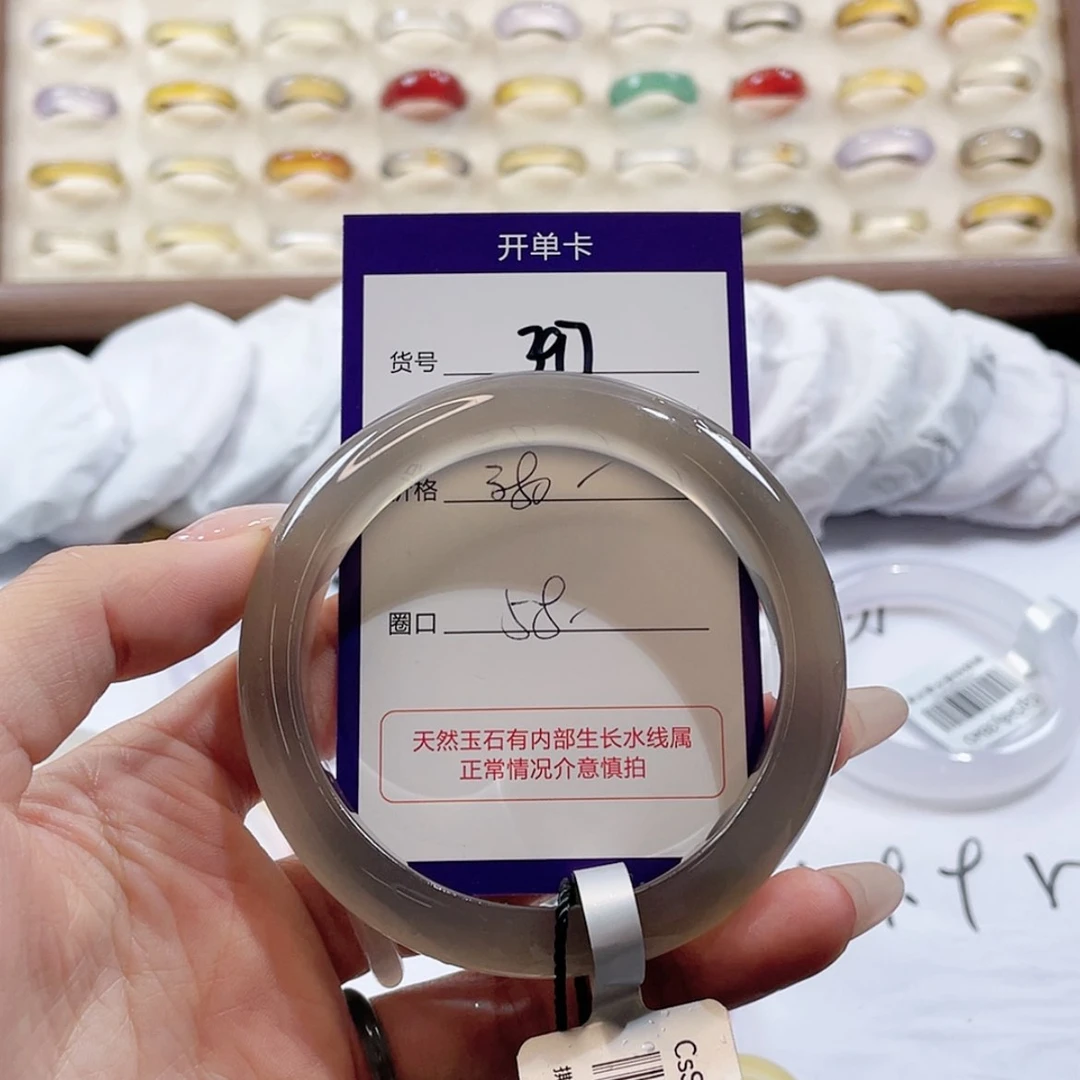 开单卡
货号 397
价格 380
圈口 58
天然玉石有内部生长水线属
正常情况介意慎拍